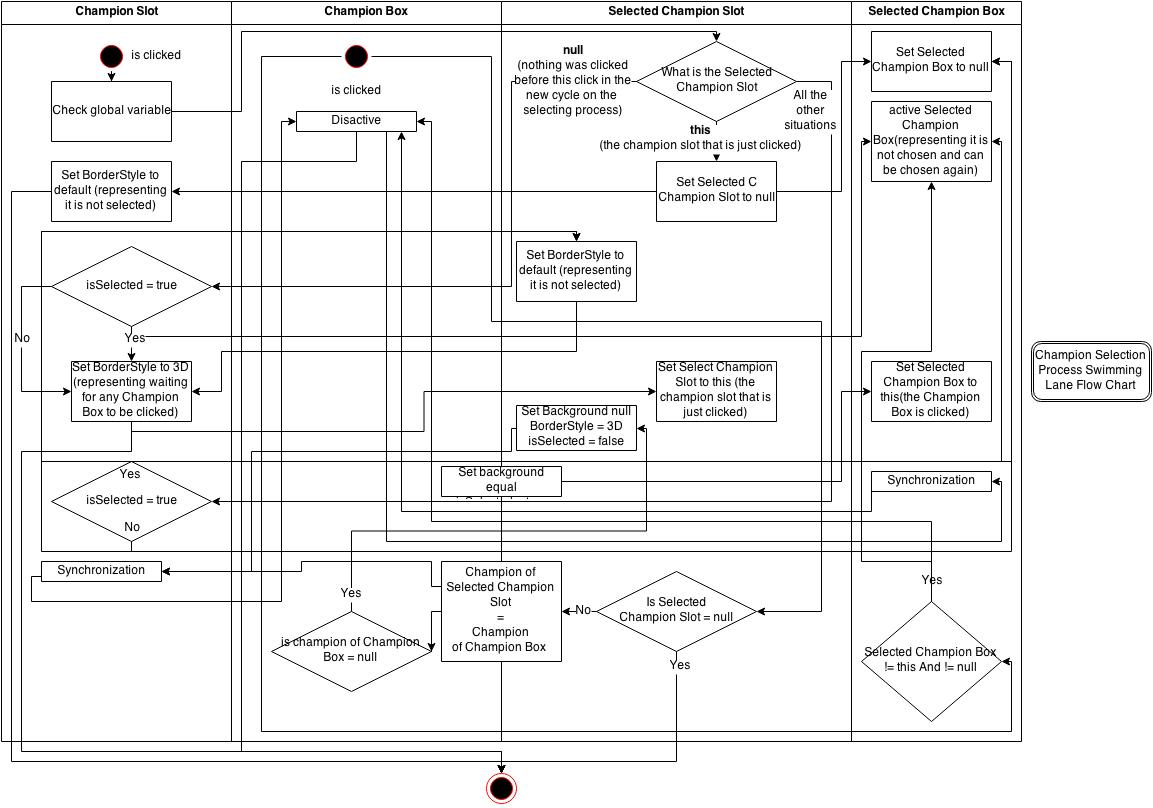 Champion Slot
Champion Box
Selected Champion Slot
Selected Champion Box
is clicked
is clicked
Check global variable
Disactive
null
(nothing was clicked
before this click in the
new cycle on the
selecting process)
What is the Selected
Champion Slot
All the
other
situations
this
(the champion slot that is just clicked)
Set Selected
Champion Box to null
active Selected
Champion
Box(representing it is
not chosen and can
be chosen again)
Set BorderStyle to
default (representing
it is not selected)
Set Selected C
Champion Slot to null
Set BorderStyle to
default (representing
it is not selected)
isSelected = true
No
Yes
Set BorderStyle to 3D
(representing waiting
for any Champion
Box to be clicked)
Set Select Champion
Slot to this (the
champion slot that is
just clicked)
Set Selected
Champion Box to
this(the Champion
Box is clicked)
Champion Selection
Process Swimming
Lane Flow Chart
Set Background null
BorderStyle = 3D
isSelected = false
Yes
isSelected = true
No
Set background
equal
Synchronization
Synchronization
Yes
is champion of Champion
Box = null
Champion of
Selected Champion
Slot
=
Champion
of Champion Box
No
Is Selected
Champion Slot = null
Yes
Yes
Selected Champion Box
!= this And != null